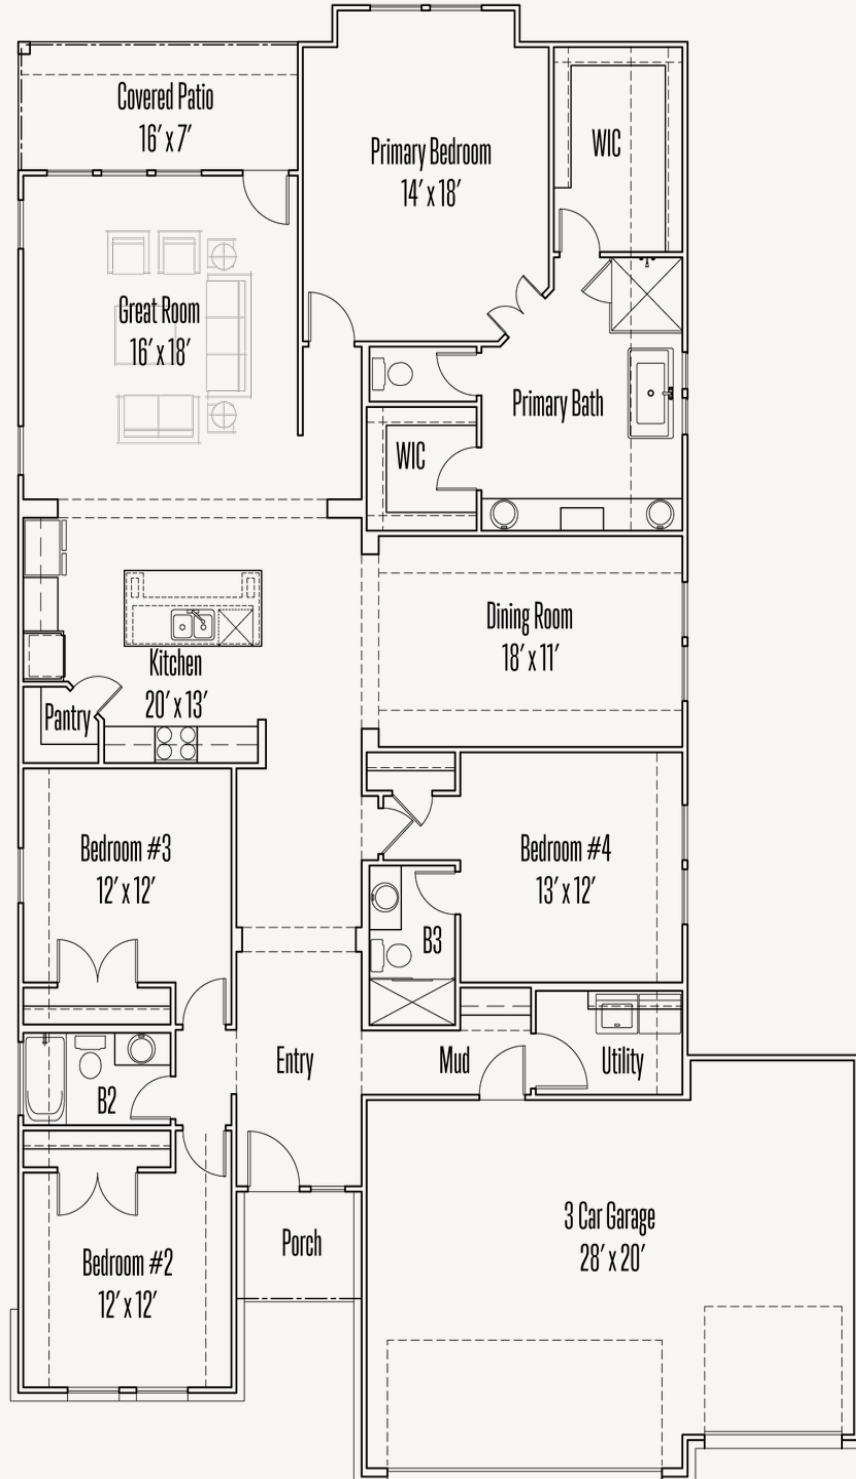 Covered Patio
16' x 7'
Primary Bedroom
14' x 18'
WIC
Great Room
16' x 18'
Primary Bath
WIC
Dining Room
18' x 11'
Kitchen
20' x 13'
Pantry
Bedroom #3
12' x 12'
Bedroom #4
13' x 12'
B3
Entry
Mud
Utility
B2
Porch
3 Car Garage
28' x 20'
Bedroom #2
12' x 12'